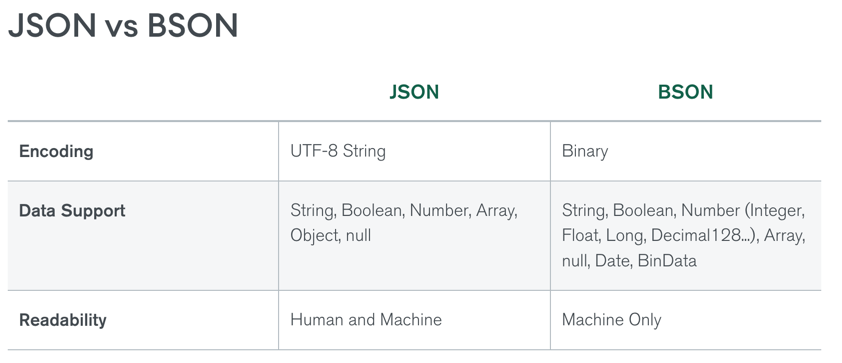 JSON vs BSON
JSON BSON
Encoding UTF-8 String Binary
Data Support String, Boolean, Number, Array, String, Boolean, Number (Integer,
Object, null Float, Long, Decimal128...), Array,
null, Date, BinData
Readability Human and Machine Machine Only